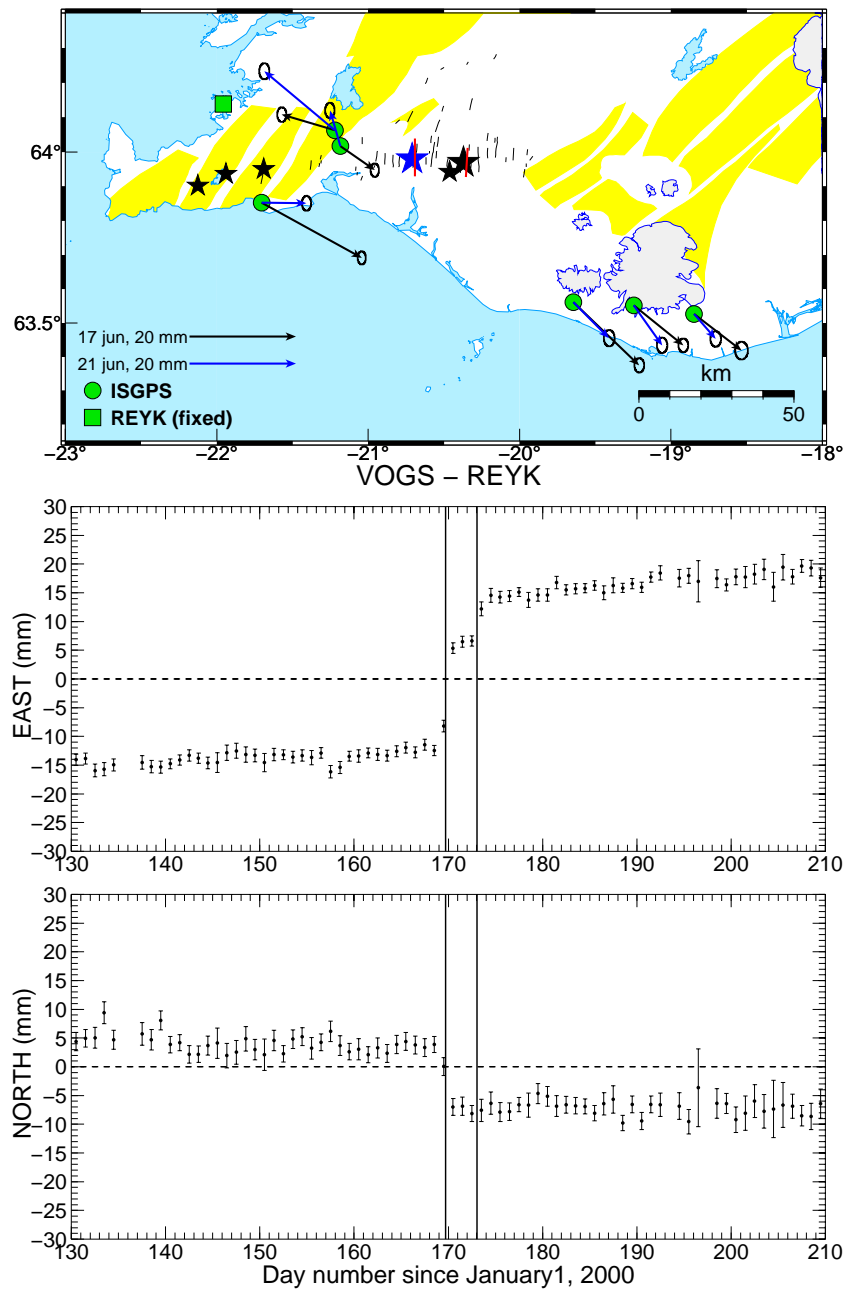 64°
63.5°
17 jun, 20 mm
21 jun, 20 mm
ISGPS
REYK (fixed)
km
0 50
−23° −22° −21° −20° −19° −18°
VOGS − REYK
30
25
20
15
10
5
0
−5
−10
−15
−20
−25
−30
EAST (mm)
130 140 150 160 170 180 190 200 210
30
25
20
15
10
5
0
−5
−10
−15
−20
−25
−30
NORTH (mm)
130 140 150 160 170 180 190 200 210
Day number since January1, 2000